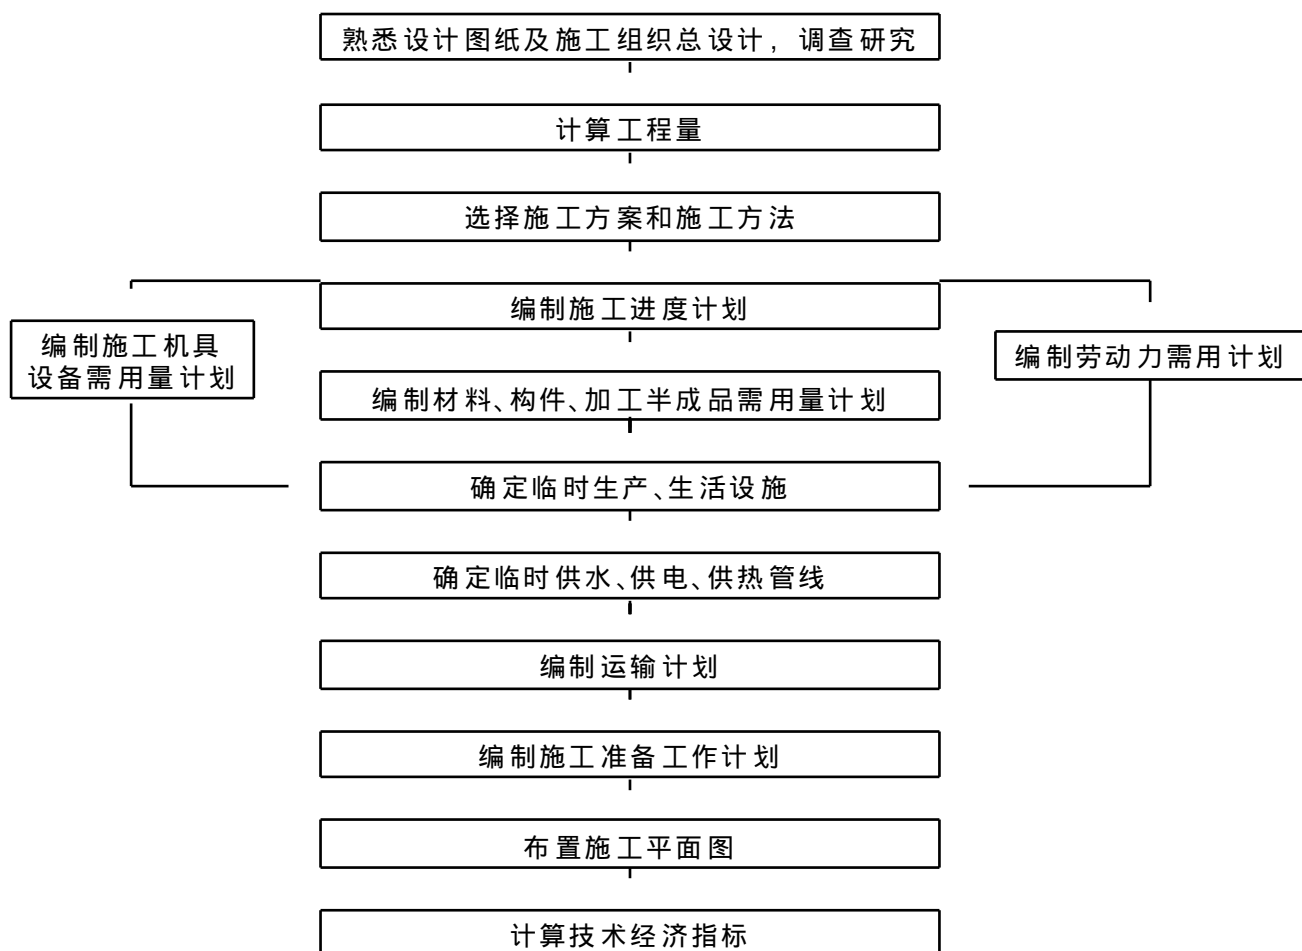 熟悉设计图纸及施工组织总设计，调查研究
计算工程量
选择施工方案和施工方法
编制施工进度计划
编制施工机具
设备需用量计划
编制劳动力需用计划
编制材料、构件、加工半成品需用量计划
确定临时生产、生活设施
确定临时供水、供电、供热管线
编制运输计划
编制施工准备工作计划
布置施工平面图
计算技术经济指标